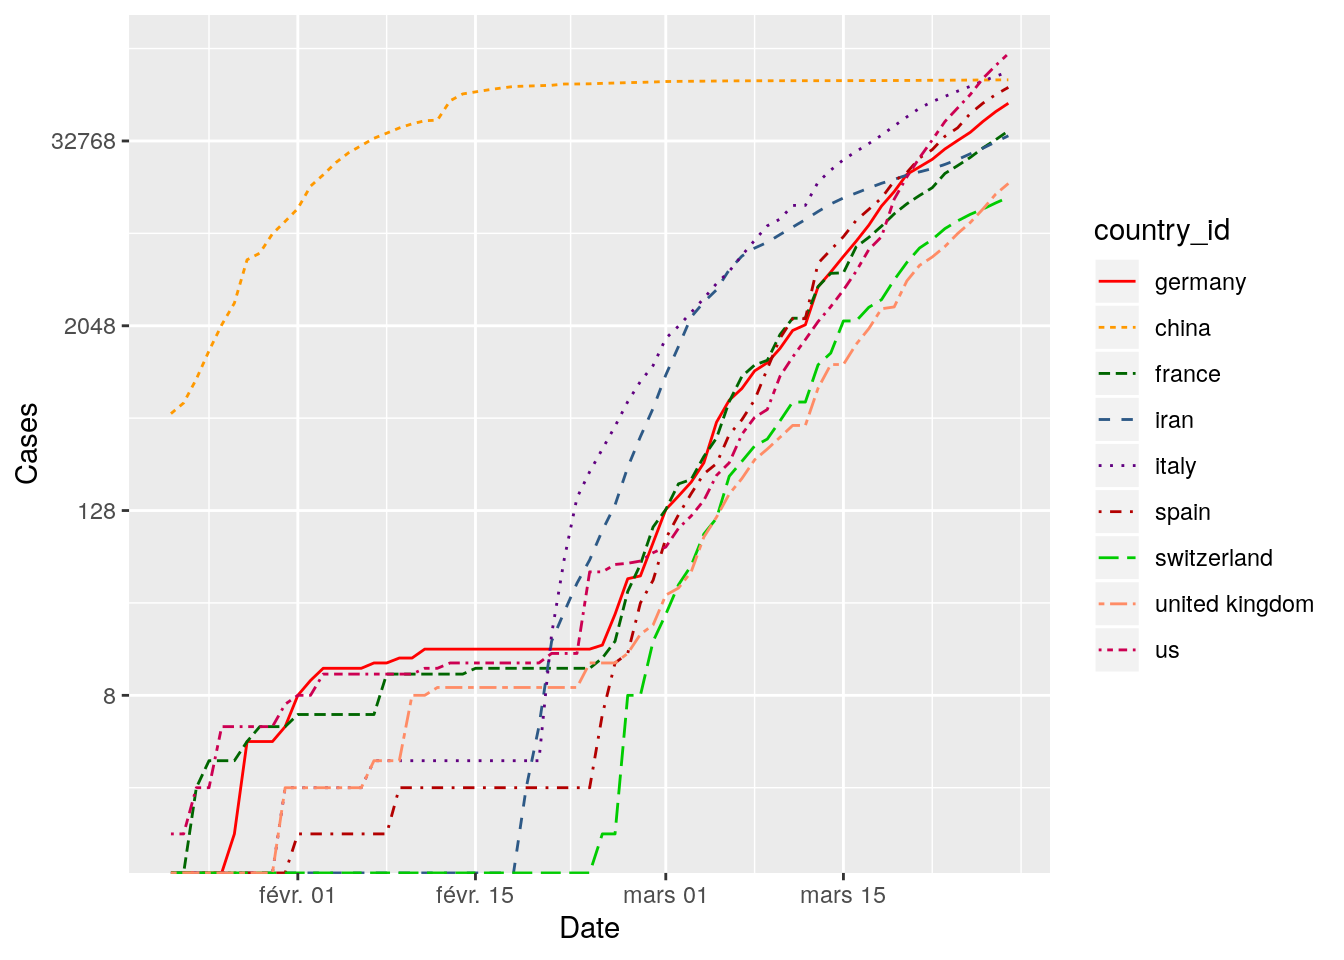 32768
2048
128
8
Cases
févr. 01
févr. 15
mars 01
mars 15
Date
country_id
germany
china
france
iran
italy
spain
switzerland
united kingdom
us